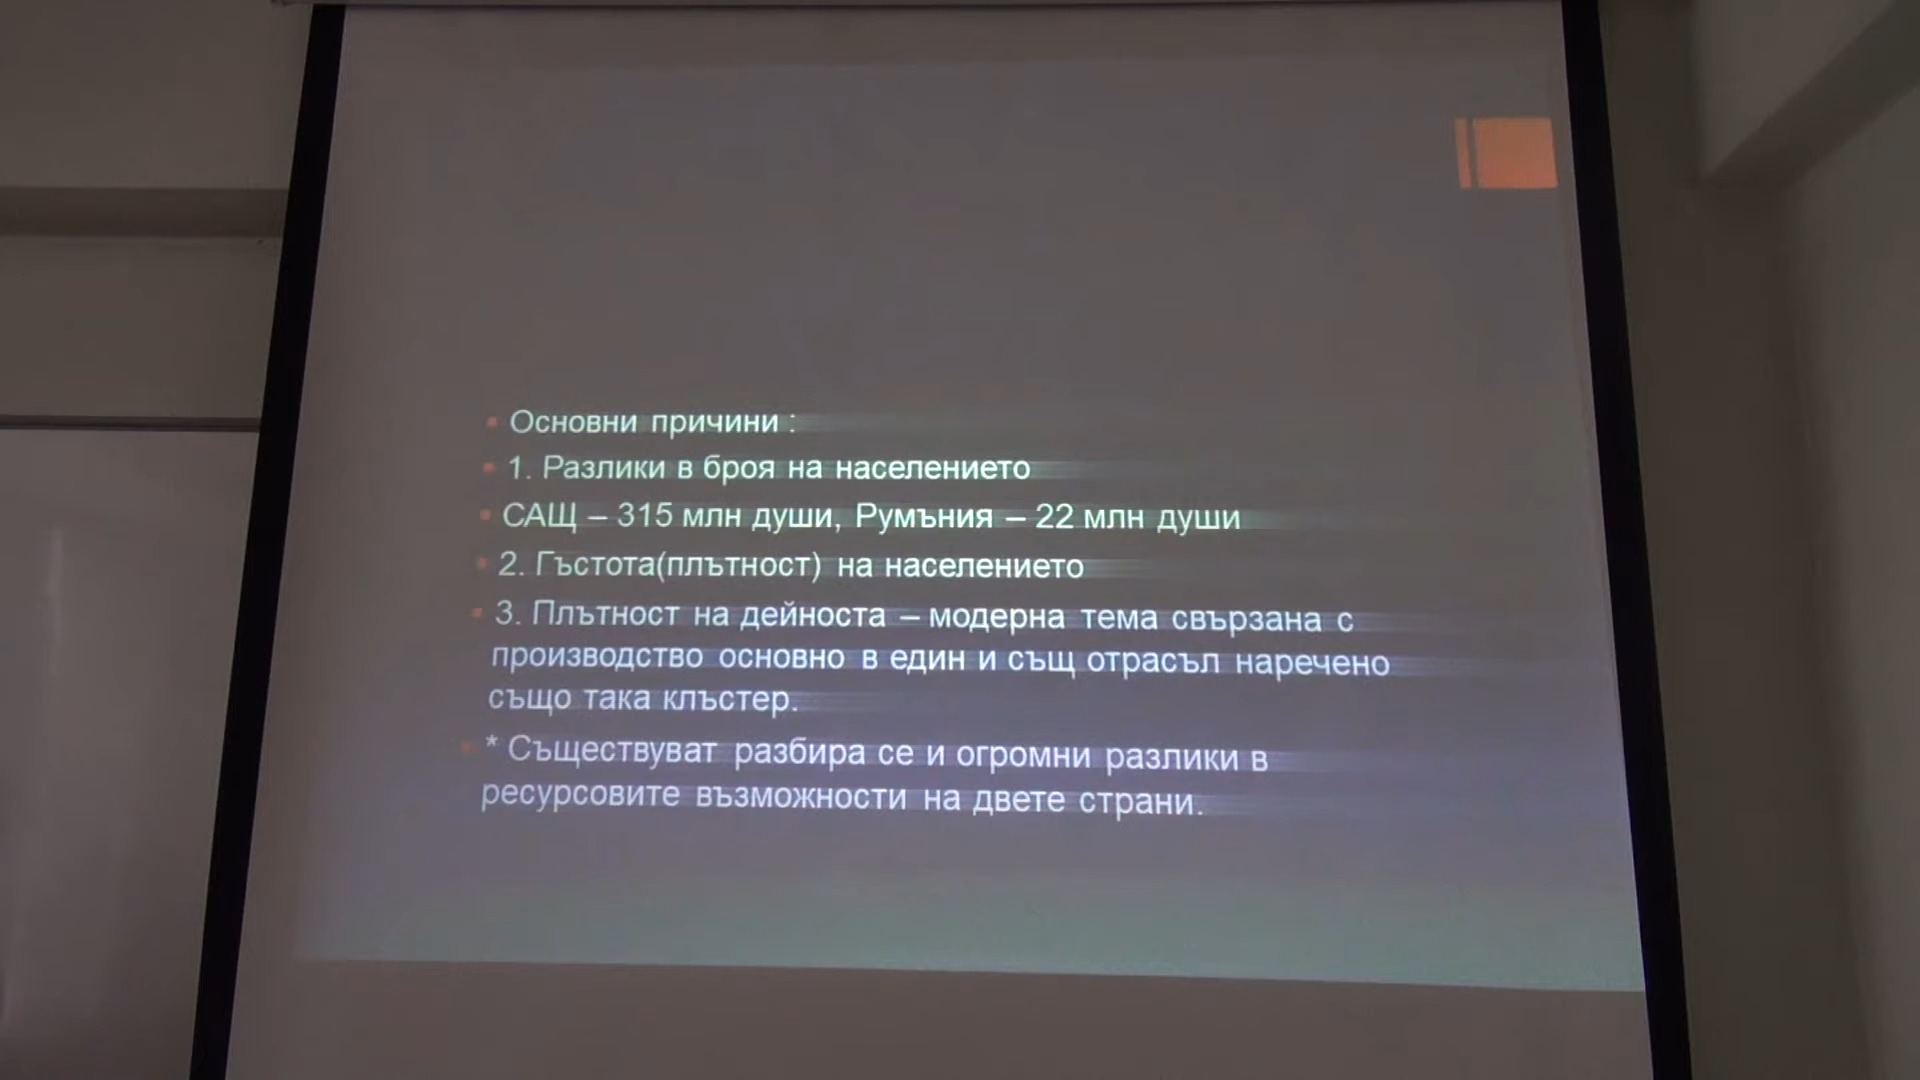 Основни причини :
1. Разлики в броя на населението
САЩ – 315 млн души, Румъния – 22 млн души
2. Гъстота(плътност) на населението
3. Плътност на дейноста – модерна тема свързана с
производство основно в един и същ отрасъл наречено
също така клъстер.
* Съществуват разбира се и огромни разлики в
ресурсовите възможности на двете страни.